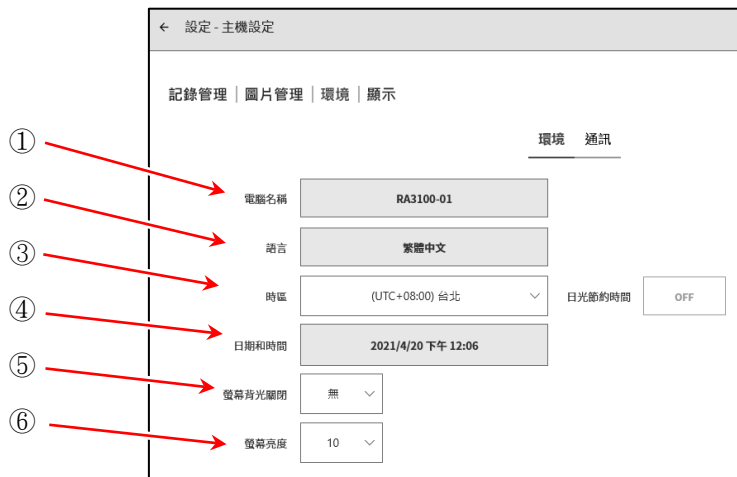 ← 設定 - 主機設定
記錄管理 | 圖片管理 | 環境 | 顯示
環境 通訊
① 電腦名稱 RA3100-01
② 語言 繁體中文
③ 時區 (UTC+08:00) 台北 日光節約時間 OFF
④ 日期和時間 2021/4/20 下午 12:06
⑤ 螢幕背光關閉 無
⑥ 螢幕亮度 10